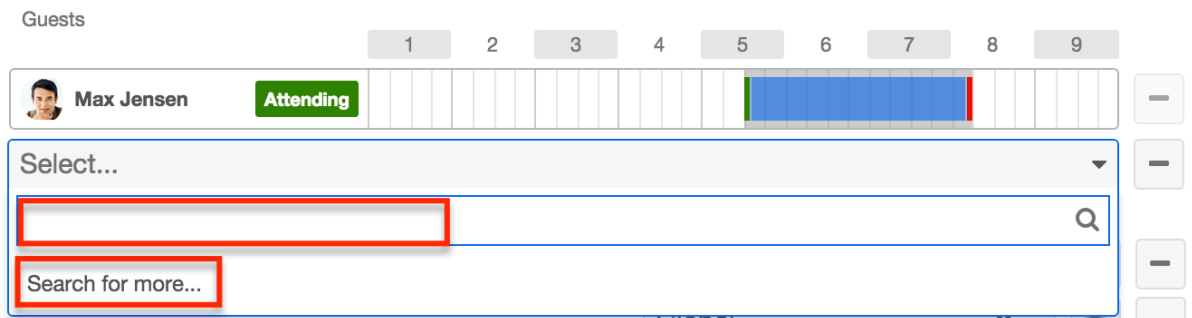 Guests
1 2 3 4 5 6 7 8 9
Max Jensen Attending
Select...
Search for more...